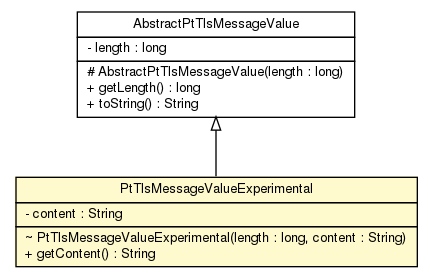 AbstractPtTlsMessageValue
- length : long
# AbstractPtTlsMessageValue(length : long)
+ getLength() : long
+ toString() : String
PtTlsMessageValueExperimental
- content : String
~ PtTlsMessageValueExperimental(length : long, content : String)
+ getContent() : String